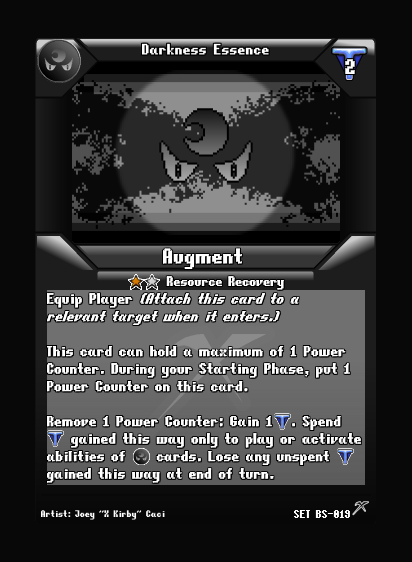 Darkness Essence
2
Augment
Resource Recovery
Equip Player (Attach this card to a
relevant target when it enters.)
This card can hold a maximum of 1 Power
Counter. During your Starting Phase, put 1
Power Counter on this card.
Remove 1 Power Counter: Gain 1 . Spend
gained this way only to play or activate
abilities of cards. Lose any unspent
gained this way at end of turn.
Artist: Joey "X Kirby" Caci
SET BS-019